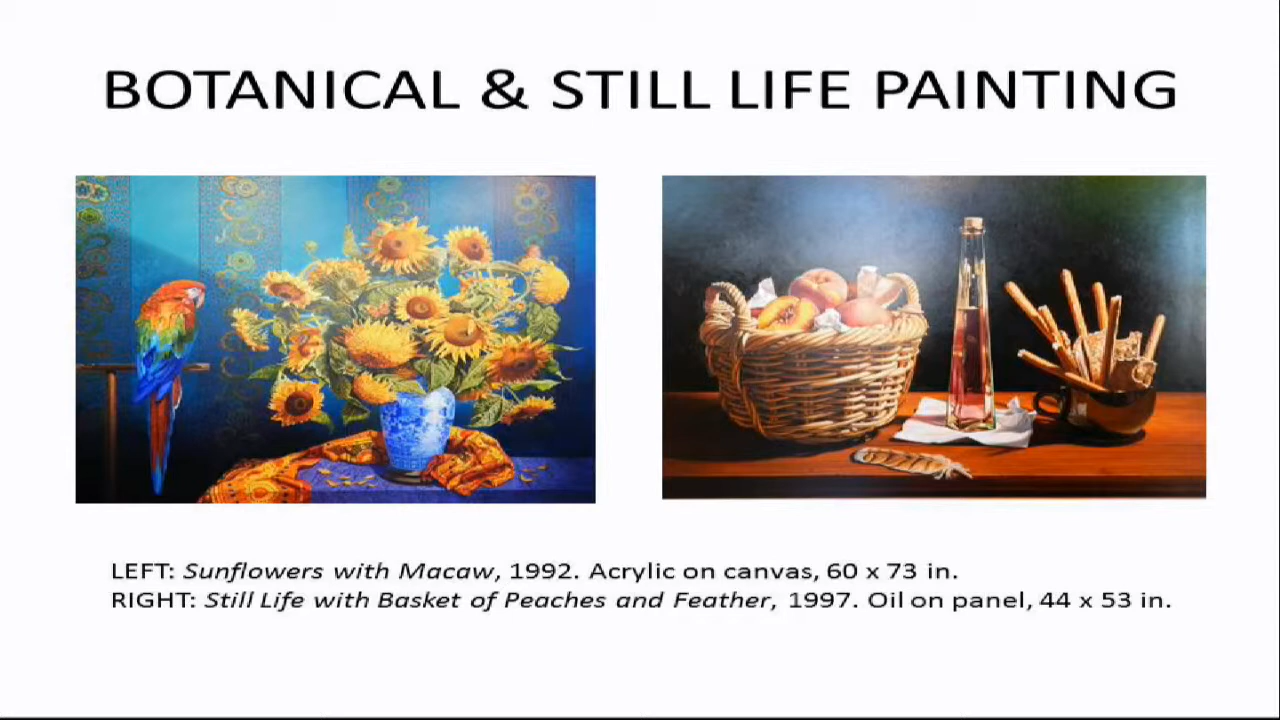 BOTANICAL & STILL LIFE PAINTING
LEFT: Sunflowers with Macaw, 1992. Acrylic on canvas, 60 x 73 in.
RIGHT: Still Life with Basket of Peaches and Feather, 1997. Oil on panel, 44 x 53 in.